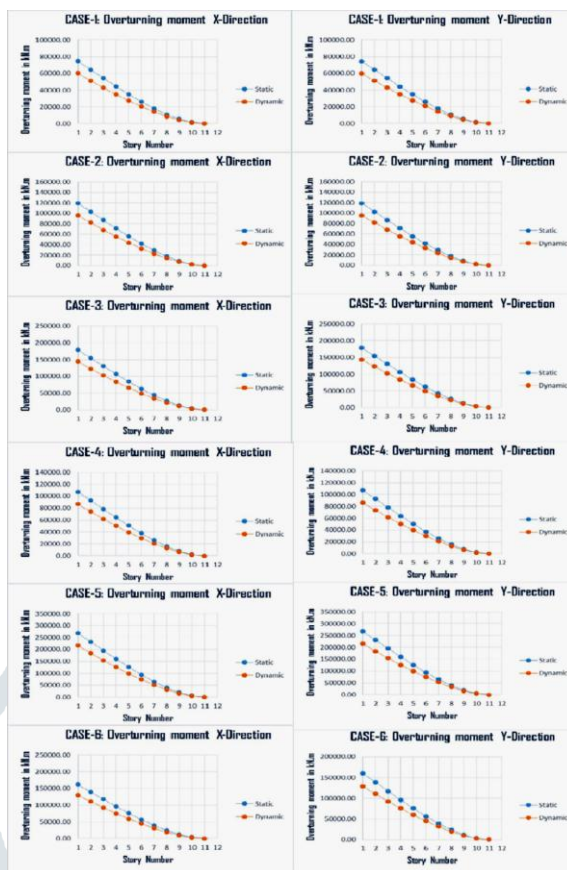 CASE-1: Overturning moment X-Direction
Overturning moment in kN.m
100000.00
80000.00
60000.00
40000.00
20000.00
0.00
1 2 3 4 5 6 7 8 9 10 11 12
Story Number
Static
Dynamic
CASE-1: Overturning moment Y-Direction
Overturning moment in kN.m
100000.00
80000.00
60000.00
40000.00
20000.00
0.00
1 2 3 4 5 6 7 8 9 10 11 12
Story Number
Static
Dynamic
CASE-2: Overturning moment X-Direction
Overturning moment in kN.m
160000.00
140000.00
120000.00
100000.00
80000.00
60000.00
40000.00
20000.00
0.00
1 2 3 4 5 6 7 8 9 10 11 12
Story Number
Static
Dynamic
CASE-2: Overturning moment Y-Direction
Overturning moment in kN.m
160000.00
140000.00
120000.00
100000.00
80000.00
60000.00
40000.00
20000.00
0.00
1 2 3 4 5 6 7 8 9 10 11 12
Story Number
Static
Dynamic
CASE-3: Overturning moment X-Direction
Overturning moment in kN.m
250000.00
200000.00
150000.00
100000.00
50000.00
0.00
1 2 3 4 5 6 7 8 9 10 11 12
Story Number
Static
Dynamic
CASE-3: Overturning moment Y-Direction
Overturning moment in kN.m
250000.00
200000.00
150000.00
100000.00
50000.00
0.00
1 2 3 4 5 6 7 8 9 10 11 12
Story Number
Static
Dynamic
CASE-4: Overturning moment X-Direction
Overturning moment in kN.m
140000.00
120000.00
100000.00
80000.00
60000.00
40000.00
20000.00
0.00
1 2 3 4 5 6 7 8 9 10 11 12
Story Number
Static
Dynamic
CASE-4: Overturning moment Y-Direction
Overturning moment in kN.m
140000.00
120000.00
100000.00
80000.00
60000.00
40000.00
20000.00
0.00
1 2 3 4 5 6 7 8 9 10 11 12
Story Number
Static
Dynamic
CASE-5: Overturning moment X-Direction
Overturning moment in kN.m
350000.00
300000.00
250000.00
200000.00
150000.00
100000.00
50000.00
0.00
1 2 3 4 5 6 7 8 9 10 11 12
Story Number
Static
Dynamic
CASE-5: Overturning moment Y-Direction
Overturning moment in kN.m
350000.00
300000.00
250000.00
200000.00
150000.00
100000.00
50000.00
0.00
1 2 3 4 5 6 7 8 9 10 11 12
Story Number
Static
Dynamic
CASE-6: Overturning moment X-Direction
Overturning moment in kN.m
250000.00
200000.00
150000.00
100000.00
50000.00
0.00
1 2 3 4 5 6 7 8 9 10 11 12
Story Number
Static
Dynamic
CASE-6: Overturning moment Y-Direction
Overturning moment in kN.m
200000.00
150000.00
100000.00
50000.00
0.00
1 2 3 4 5 6 7 8 9 10 11 12
Story Number
Static
Dynamic